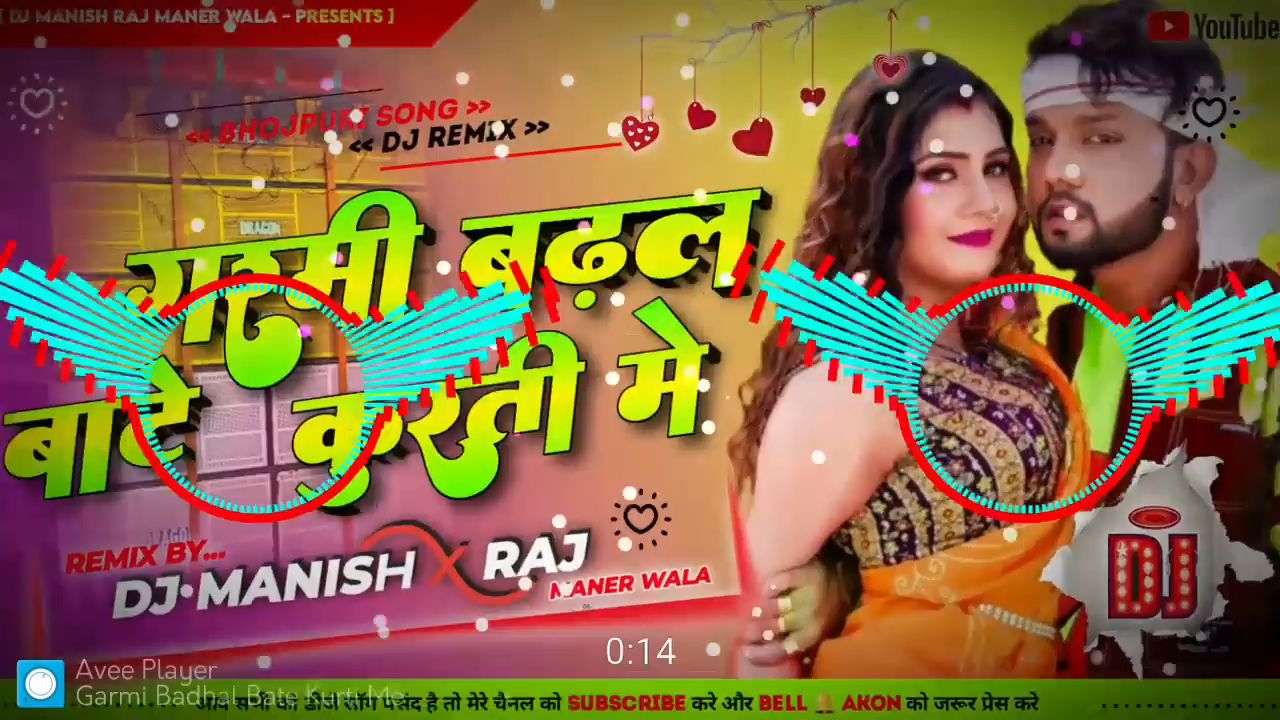 [ DJ MANISH RAJ MANER WALA - PRESENTS ]
YouTube
<< BHOJPURI SONG >>
<< DJ REMIX >>
DRAGON
गरमी बढ़ल
बाटे कुरती मे
REMIX BY...
DJ MANISH X RAJ
MANER WALA
DJ
0:14
Avee Player
Garmi Badhal Bate Kurti Me
पसंद है तो मेरे चैनल को SUBSCRIBE करे और BELL AKON को जरूर प्रेस करे